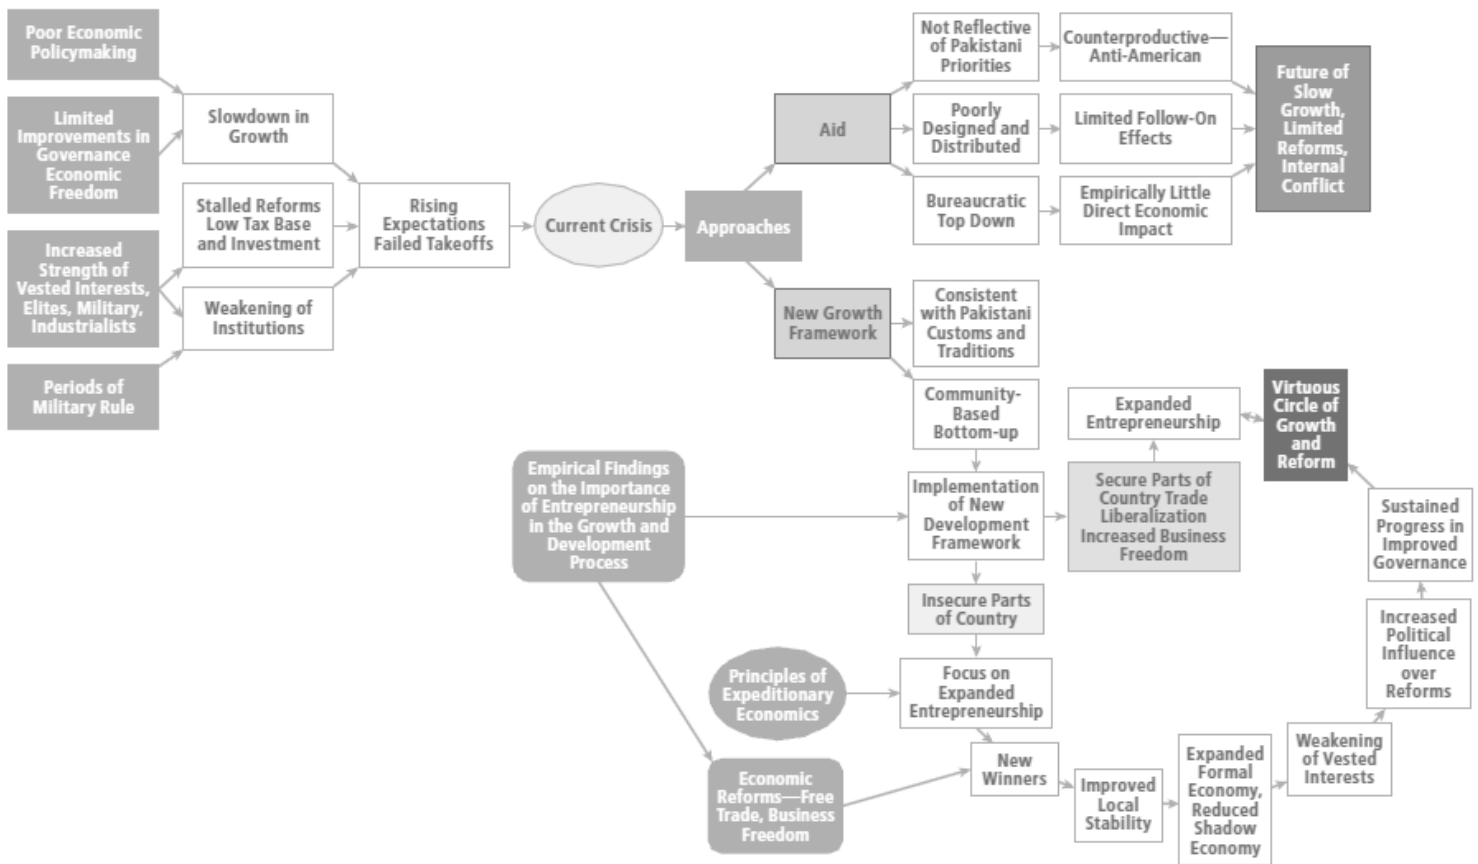 Poor Economic
Policymaking
Limited
Improvements in
Governance
Economic
Freedom
Increased
Strength of
Vested Interests,
Elites, Military,
Industrialists
Periods of
Military Rule
Slowdown in
Growth
Stalled Reforms
Low Tax Base
and Investment
Weakening of
Institutions
Rising
Expectations
Failed Takeoffs
Current Crisis
Approaches
Aid
New Growth
Framework
Not Reflective
of Pakistani
Priorities
Poorly
Designed and
Distributed
Bureaucratic
Top Down
Counterproductive—
Anti-American
Limited Follow-On
Effects
Empirically Little
Direct Economic
Impact
Future of
Slow
Growth,
Limited
Reforms,
Internal
Conflict
Consistent
with Pakistani
Customs and
Traditions
Community-
Based
Bottom-up
Empirical Findings
on the Importance
of Entrepreneurship
in the Growth and
Development
Process
Implementation
of New
Development
Framework
Secure Parts of
Country Trade
Liberalization
Increased Business
Freedom
Expanded
Entrepreneurship
Virtuous
Circle of
Growth
and
Reform
Insecure Parts
of Country
Principles of
Expeditionary
Economics
Focus on
Expanded
Entrepreneurship
Economic
Reforms—Free
Trade, Business
Freedom
New
Winners
Improved
Local
Stability
Expanded
Formal
Economy,
Reduced
Shadow
Economy
Weakening
of Vested
Interests
Increased
Political
Influence
over
Reforms
Sustained
Progress in
Improved
Governance